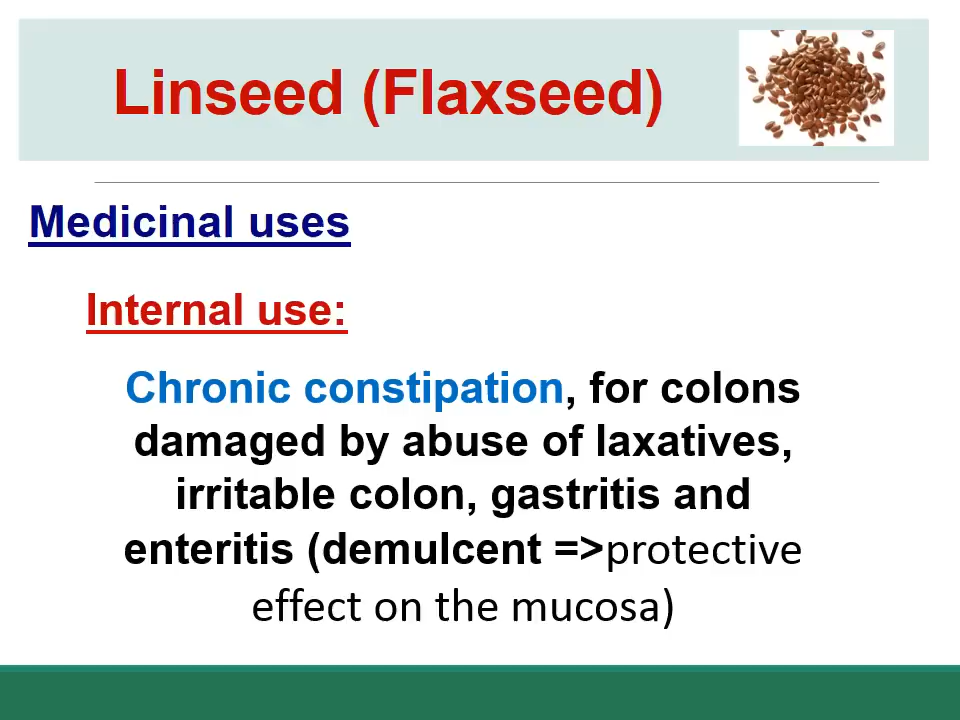 Linseed (Flaxseed)
Medicinal uses
Internal use:
Chronic constipation, for colons
damaged by abuse of laxatives,
irritable colon, gastritis and
enteritis (demulcent =>protective
effect on the mucosa)